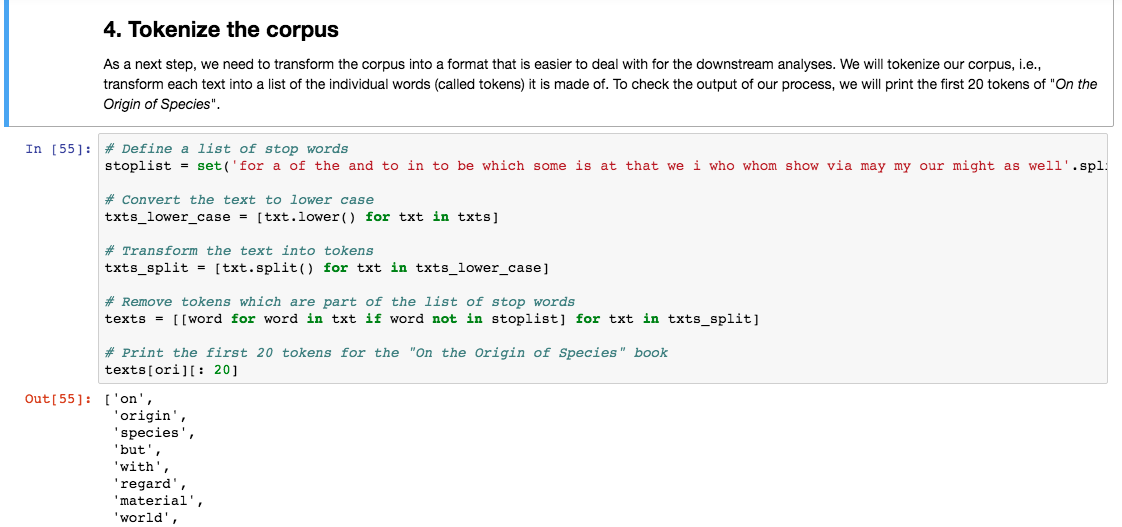 4. Tokenize the corpus
As a next step, we need to transform the corpus into a format that is easier to deal with for the downstream analyses. We will tokenize our corpus, i.e.,
transform each text into a list of the individual words (called tokens) it is made of. To check the output of our process, we will print the first 20 tokens of "On the
Origin of Species".
In [55]: # Define a list of stop words
stoplist = set('for a of the and to in to be which some is at that we i who whom show via may my our might as well'.spl
# Convert the text to lower case
txts_lower_case = [txt.lower() for txt in txts]
# Transform the text into tokens
txts_split = [txt.split() for txt in txts_lower_case]
# Remove tokens which are part of the list of stop words
texts = [[word for word in txt if word not in stoplist] for txt in txts_split]
# Print the first 20 tokens for the "On the Origin of Species" book
texts[ori][: 20]
Out[55]: ['on',
'origin',
'species',
'but',
'with',
'regard',
'material',
'world',